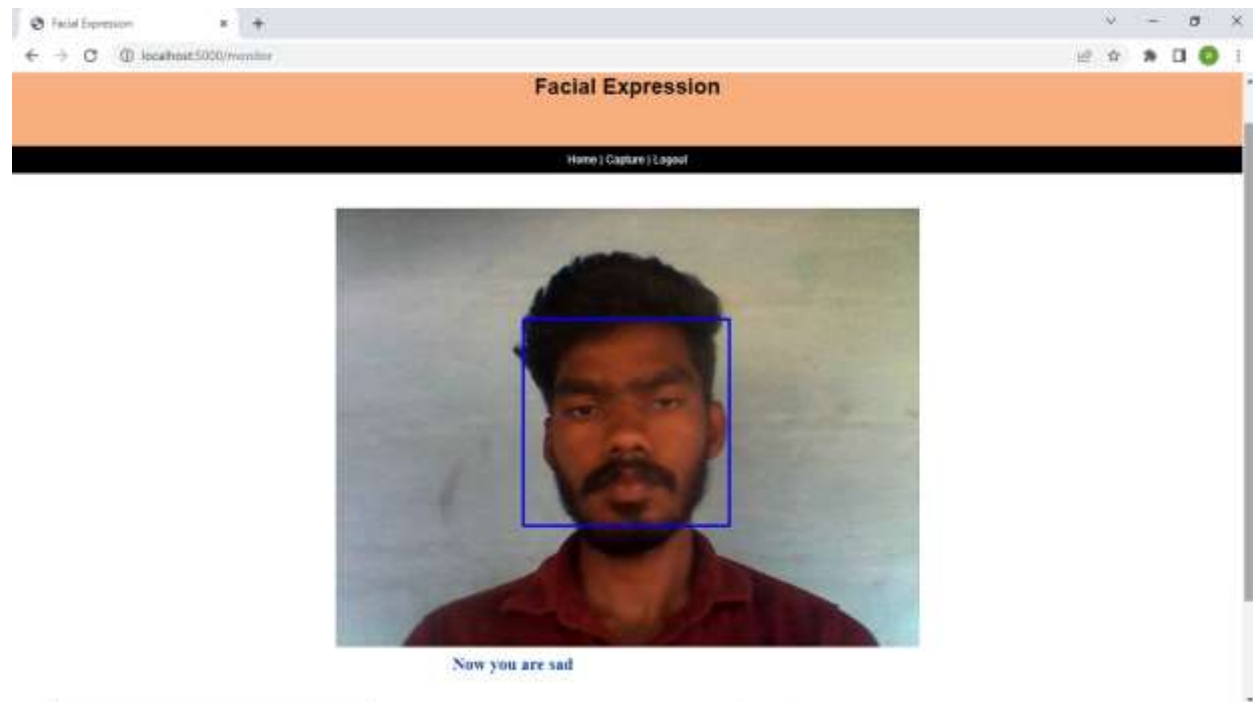 Facial Expression
localhost:5000/monitor
Facial Expression
Home | Capture | Logout
Now you are sad